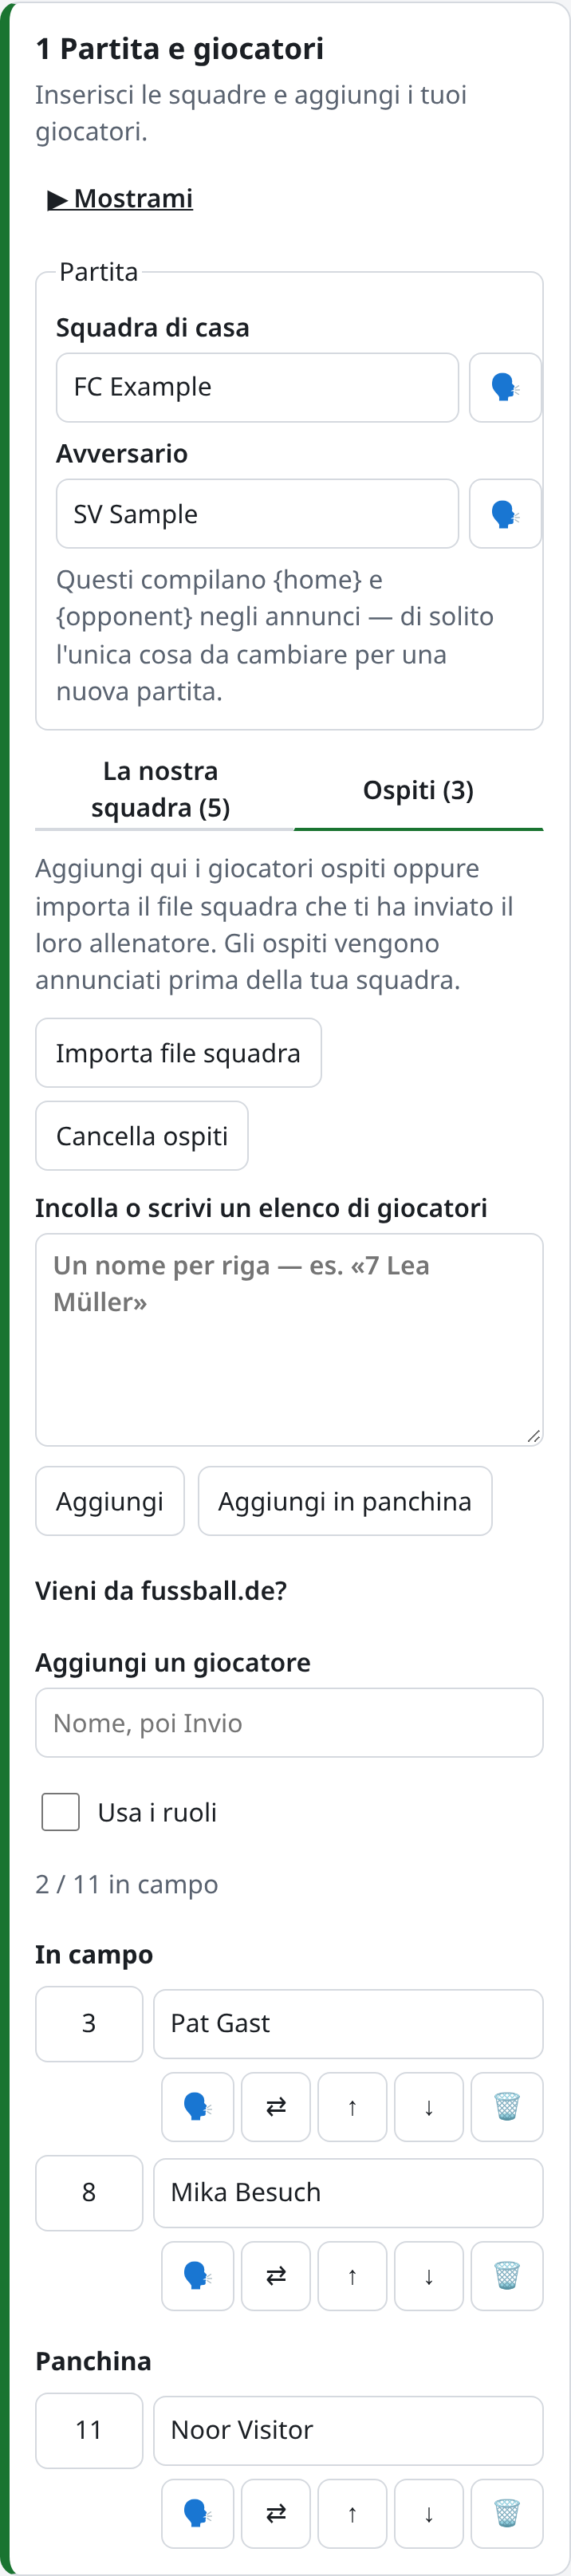 1 Partita e giocatori
Inserisci le squadre e aggiungi i tuoi
giocatori.
▶ Mostrami
Partita
Squadra di casa
FC Example
Avversario
SV Sample
Questi compilano {home} e
{opponent} negli annunci — di solito
l'unica cosa da cambiare per una
nuova partita.
La nostra
squadra (5)
Ospiti (3)
Aggiungi qui i giocatori ospiti oppure
importa il file squadra che ti ha inviato il
loro allenatore. Gli ospiti vengono
annunciati prima della tua squadra.
Importa file squadra
Cancella ospiti
Incolla o scrivi un elenco di giocatori
Un nome per riga — es. «7 Lea
Müller»
Aggiungi
Aggiungi in panchina
Vieni da fussball.de?
Aggiungi un giocatore
Nome, poi Invio
Usa i ruoli
2 / 11 in campo
In campo
3
Pat Gast
⇄ ↑ ↓
8
Mika Besuch
⇄ ↑ ↓
Panchina
11
Noor Visitor
⇄ ↑ ↓